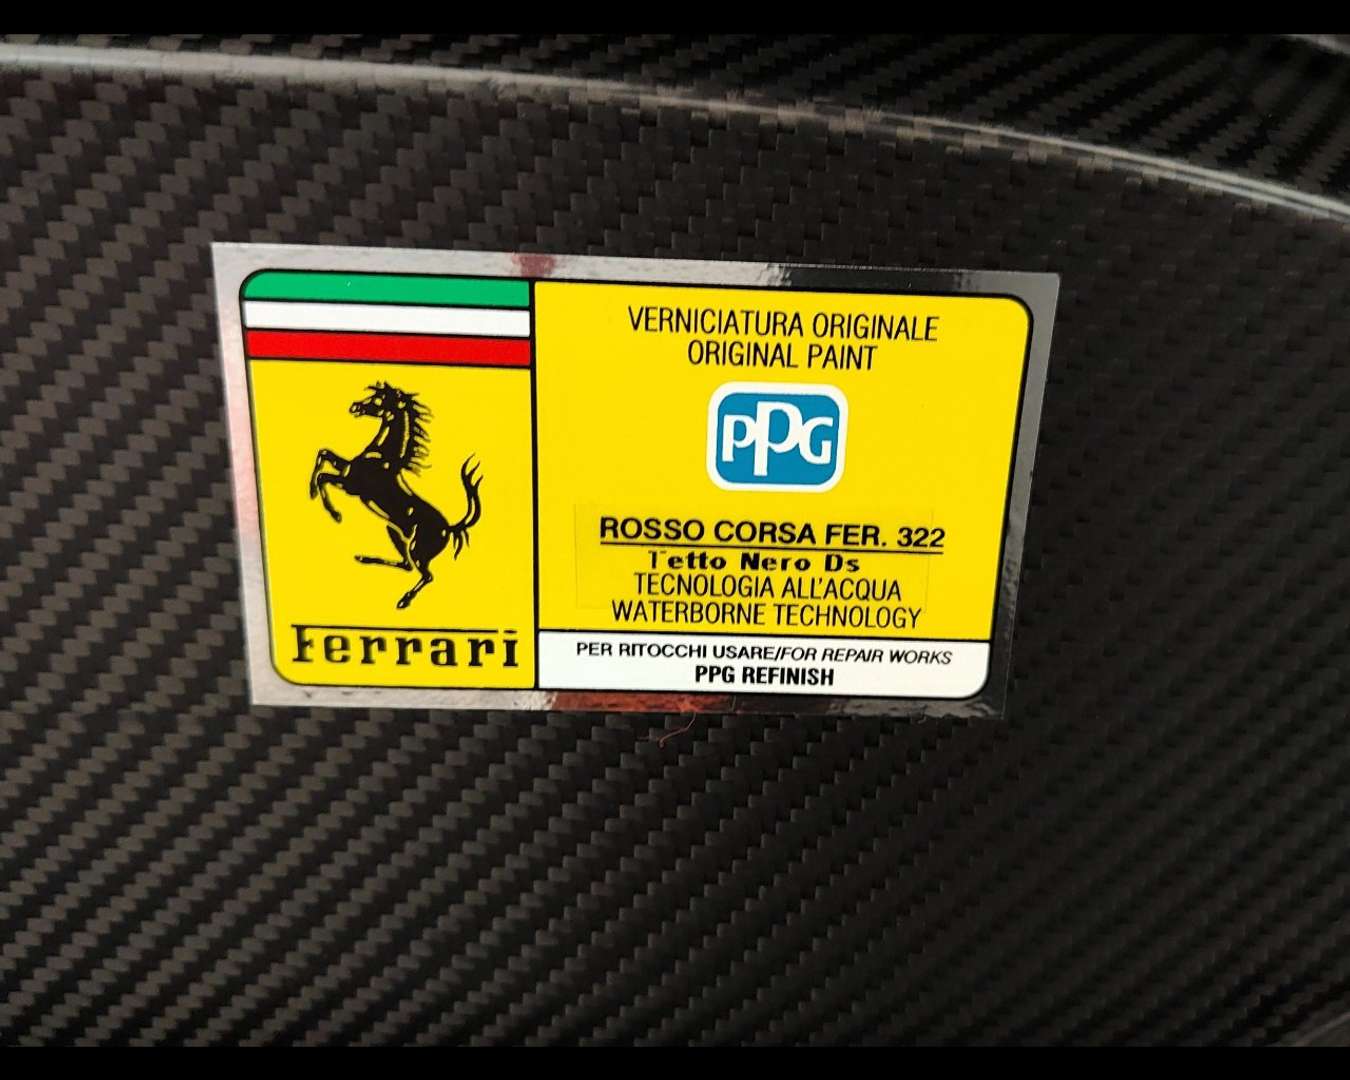 Ferrari
VERNICIATURA ORIGINALE
ORIGINAL PAINT
PPG
ROSSO CORSA FER. 322
Tetto Nero Ds
TECNOLOGIA ALL'ACQUA
WATERBORNE TECHNOLOGY
PER RITOCCHI USARE/FOR REPAIR WORKS
PPG REFINISH